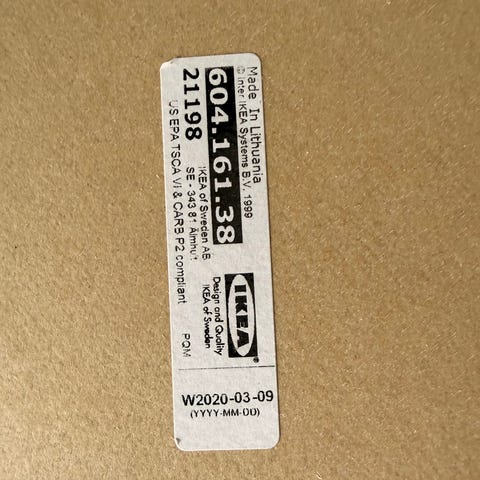 Made In Lithuania
© Inter IKEA Systems B.V. 1999
604.161.38
21198
IKEA of Sweden AB
SE - 343 81 Älmhult
US EPA TSCA VI & CARB P2 compliant
IKEA®
Design and Quality
IKEA of Sweden
PQM
W2020-03-09
(YYYY-MM-DD)